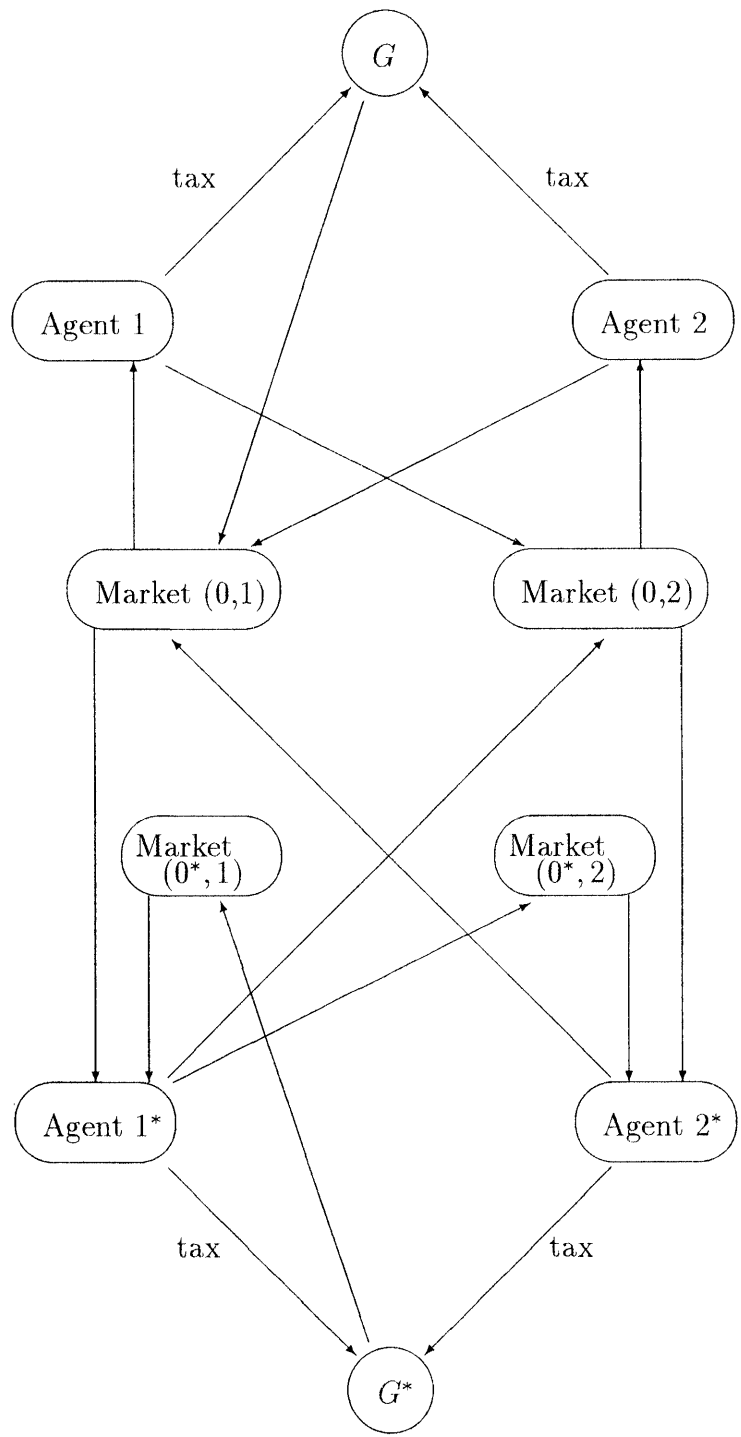 G
tax
tax
Agent 1
Agent 2
Market (0,1)
Market (0,2)
Market
(0*, 1)
Market
(0*, 2)
Agent 1*
Agent 2*
tax
tax
G*